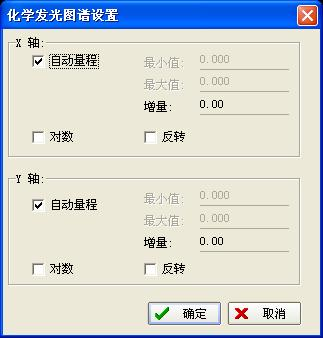 化学发光图谱设置
X 轴:
自动量程 最小值: 0.000
最大值: 0.000
增量: 0.00
对数 反转
Y 轴:
自动量程 最小值: 0.000
最大值: 0.000
增量: 0.00
对数 反转
确定 取消